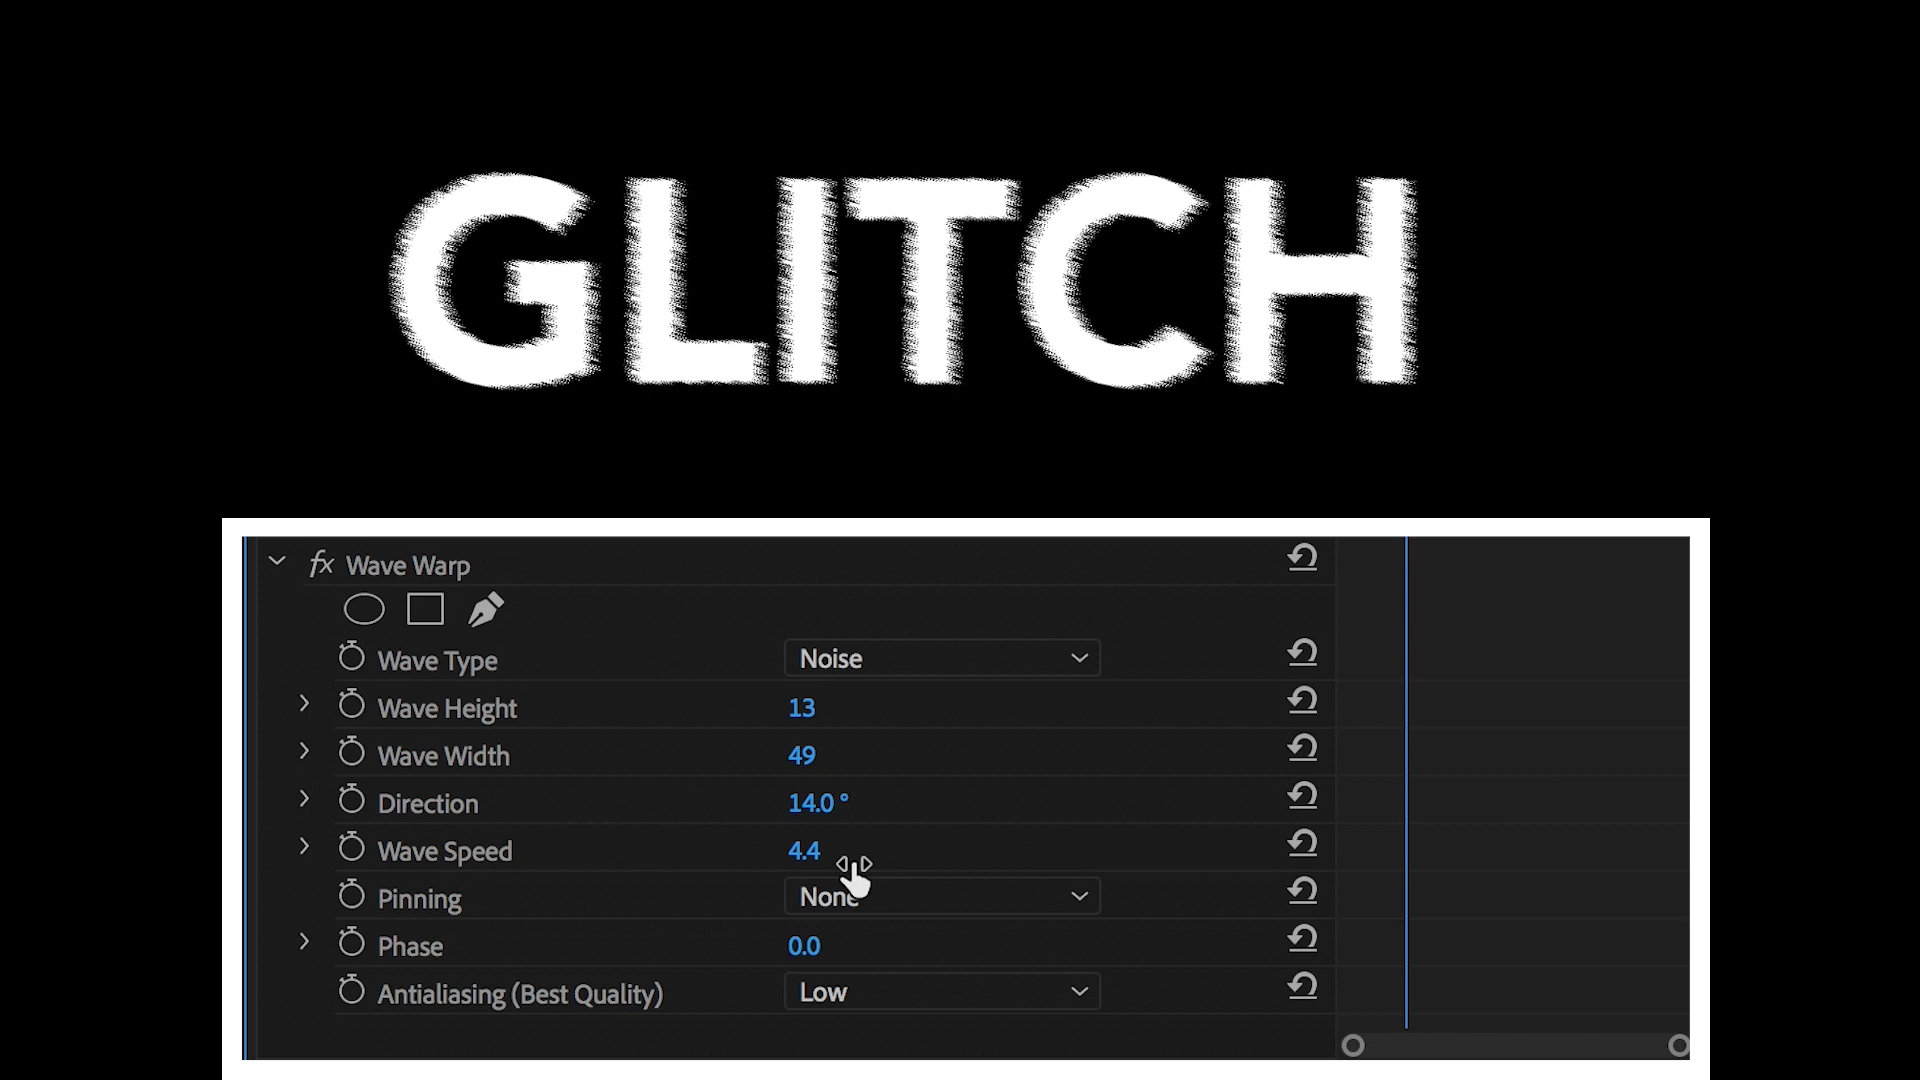 GLITCH
fx Wave Warp
Wave Type Noise
Wave Height 13
Wave Width 49
Direction 14.0 °
Wave Speed 4.4
Pinning None
Phase 0.0
Antialiasing (Best Quality) Low